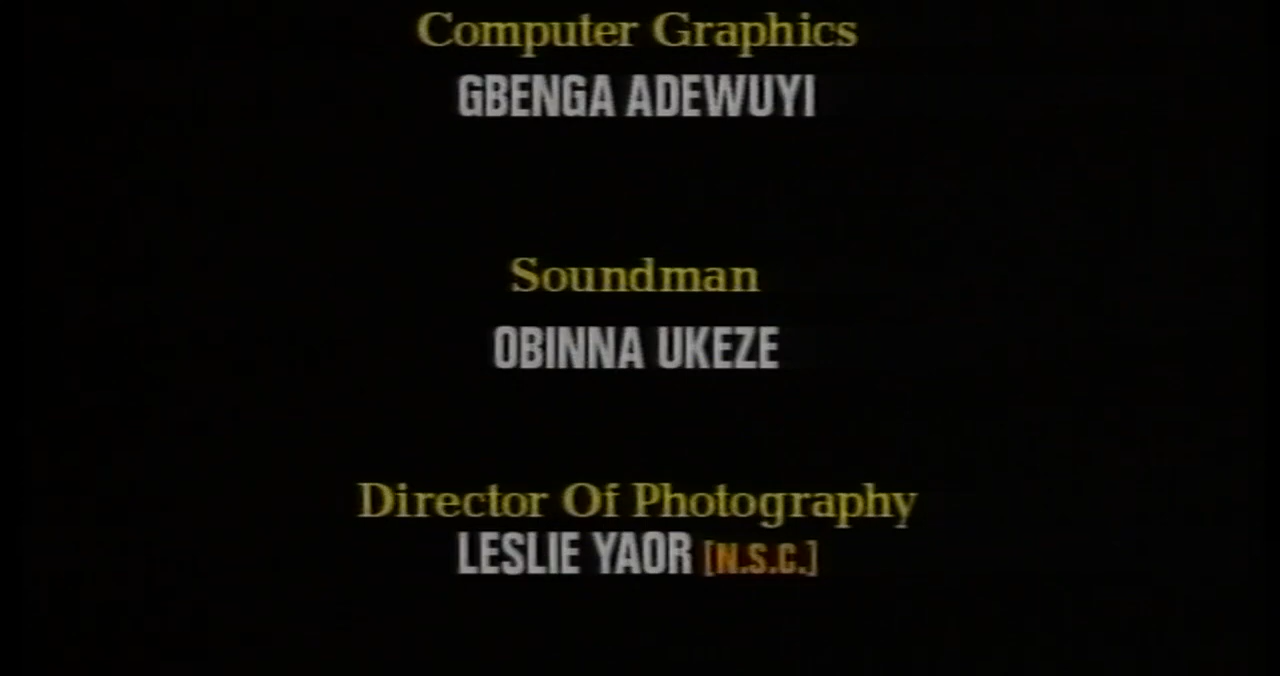 Computer Graphics
GBENGA ADEWUYI
Soundman
OBINNA UKEZE
Director Of Photography
LESLIE YAOR [N.S.C.]